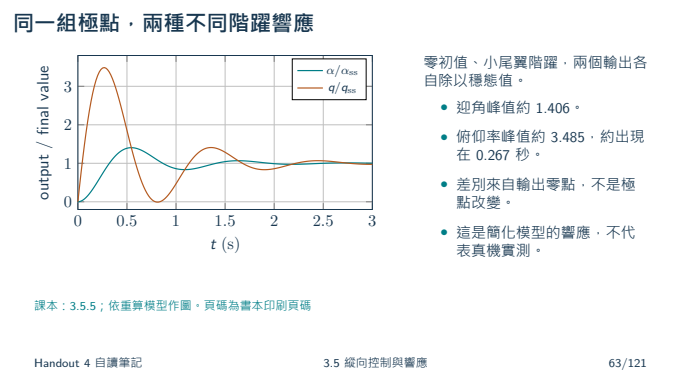 同一組極點，兩種不同階躍響應
output / final value
3
2
1
0
α/αss
q/qss
0 0.5 1 1.5 2 2.5 3
t (s)
零初值、小尾翼階躍，兩個輸出各
自除以穩態值。
迎角峰值約 1.406。
俯仰率峰值約 3.485，約出現
在 0.267 秒。
差別來自輸出零點，不是極
點改變。
這是簡化模型的響應，不代
表真機實測。
課本：3.5.5；依重算模型作圖。頁碼為書本印刷頁碼
Handout 4 自讀筆記
3.5 縱向控制與響應
63/121